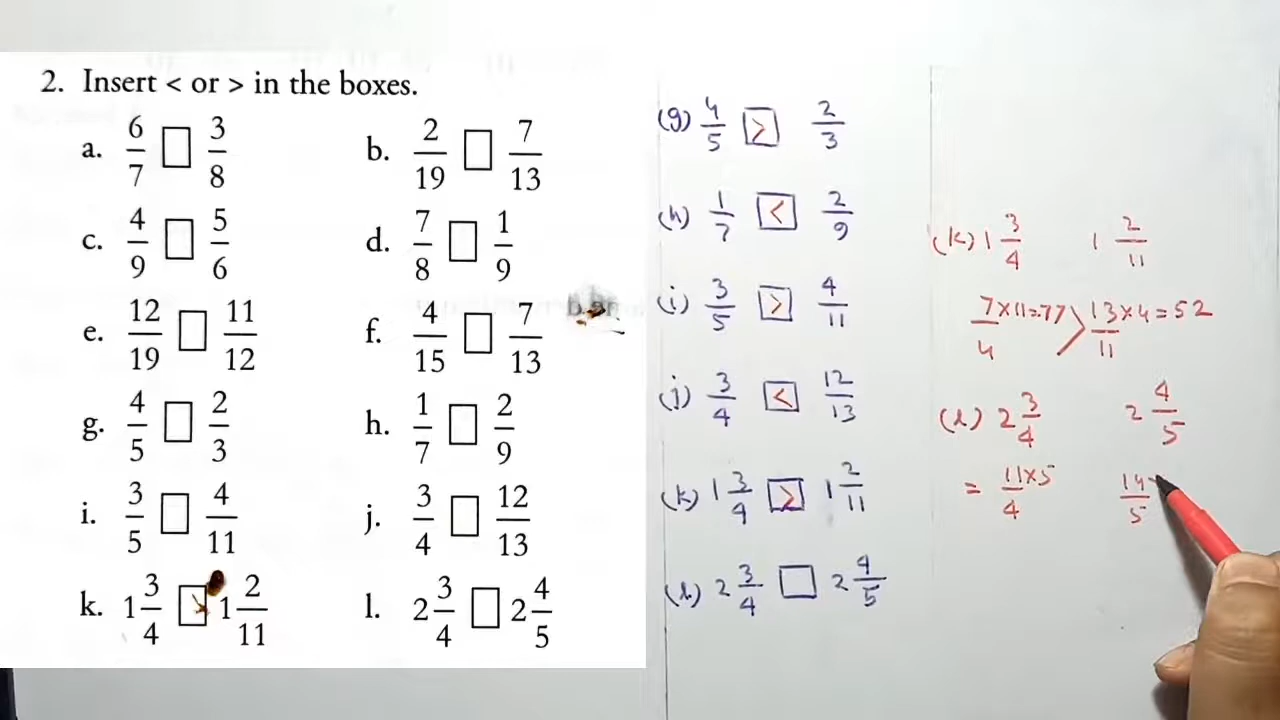 2. Insert < or > in the boxes.
a. 6/7 □ 3/8
b. 2/19 □ 7/13
c. 4/9 □ 5/6
d. 7/8 □ 1/9
e. 12/19 □ 11/12
f. 4/15 □ 7/13
g. 4/5 □ 2/3
h. 1/7 □ 2/9
i. 3/5 □ 4/11
j. 3/4 □ 12/13
k. 1 3/4 □ 1 2/11
l. 2 3/4 □ 2 4/5
(g) 4/5 > 2/3
(h) 1/7 < 2/9
(i) 3/5 > 4/11
(j) 3/4 < 12/13
(k) 1 3/4 > 1 2/11
(l) 2 3/4 □ 2 4/5
(k) 1 3/4 1 2/11
7/4 ×11=77 > 13/11 ×4=52
(l) 2 3/4 2 4/5
= 11/4 ×5 14/5